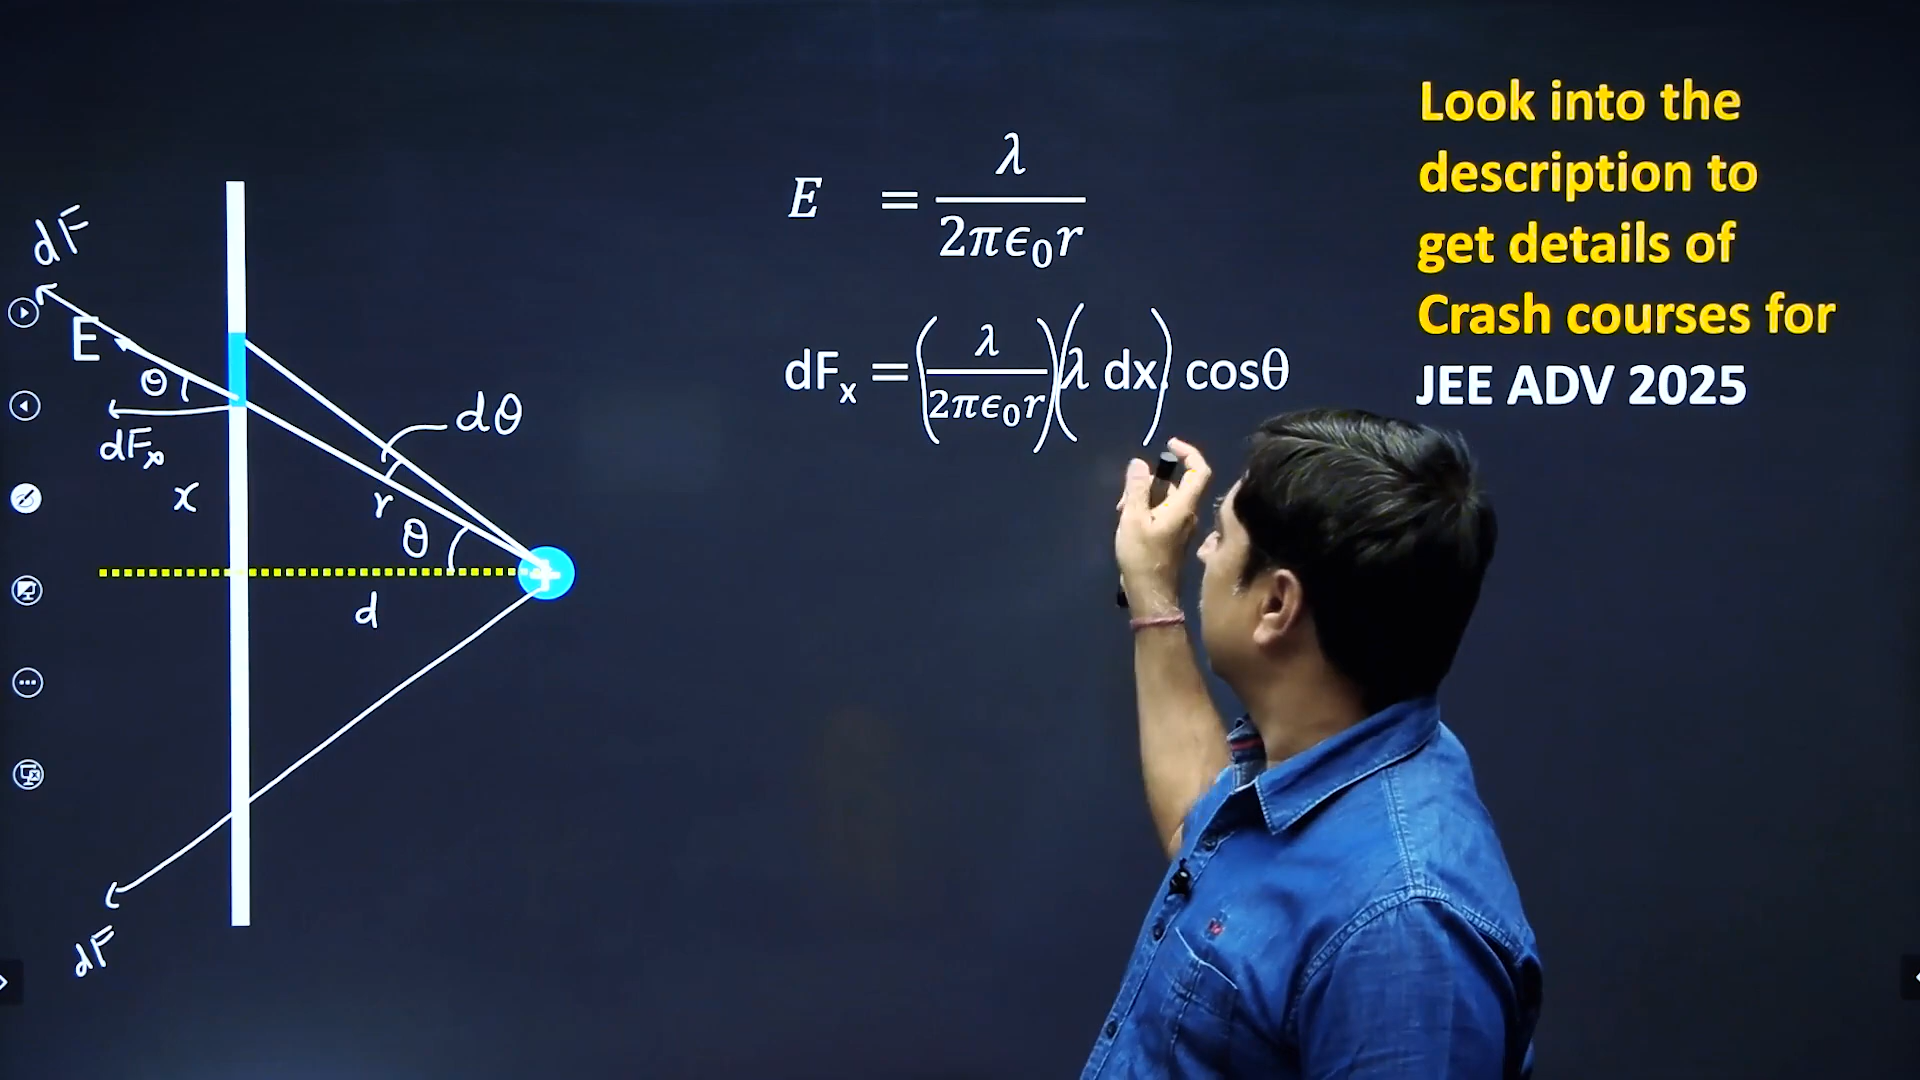 dF
E
θ
dFₓ
x
dθ
r
θ
d
+
dF
E = λ / 2πϵ₀r
dFₓ = (λ / 2πϵ₀r)(λ dx.) cosθ
Look into the
description to
get details of
Crash courses for
JEE ADV 2025